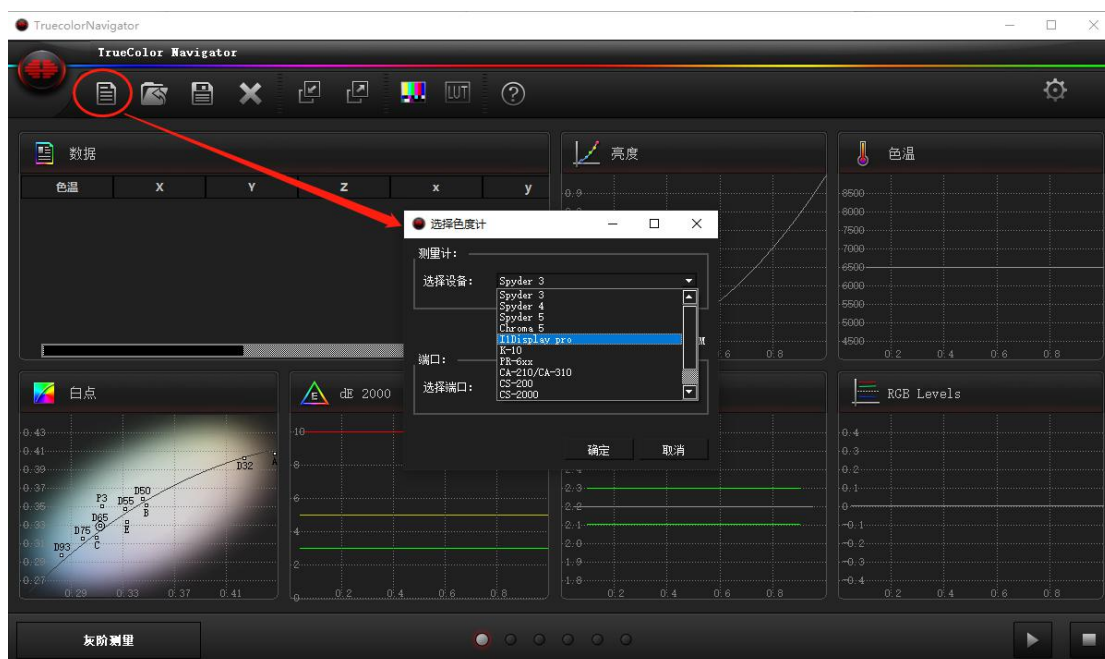 TruecolorNavigator
TrueColor Navigator
LUT
数据
亮度
色温
色温 X Y Z x y
0.9
8500
8000
7500
7000
6500
6000
5500
5000
4500
0.6 0.8
0.2 0.4 0.6 0.8
选择色度计
测量计:
选择设备: Spyder 3
Spyder 3
Spyder 4
Spyder 5
Chroma 5
I1Display pro
K-10
PR-6xx
CA-210/CA-310
CS-200
CS-2000
端口:
选择端口:
确定 取消
白点
0.43
0.41
0.39
0.37
0.35
0.33
0.31
0.29
0.27
0.29 0.33 0.37 0.41
D32 A
D50
P3 D55
B
D65
E
D75
C
D93
E dE 2000
10
8
6
4
2
0
0.2 0.4 0.6 0.8
2.3
2.2
2.1
2.0
1.9
1.8
0.2 0.4 0.6 0.8
RGB Levels
0.4
0.3
0.2
0.1
0
-0.1
-0.2
-0.3
-0.4
0.2 0.4 0.6 0.8
灰阶测量